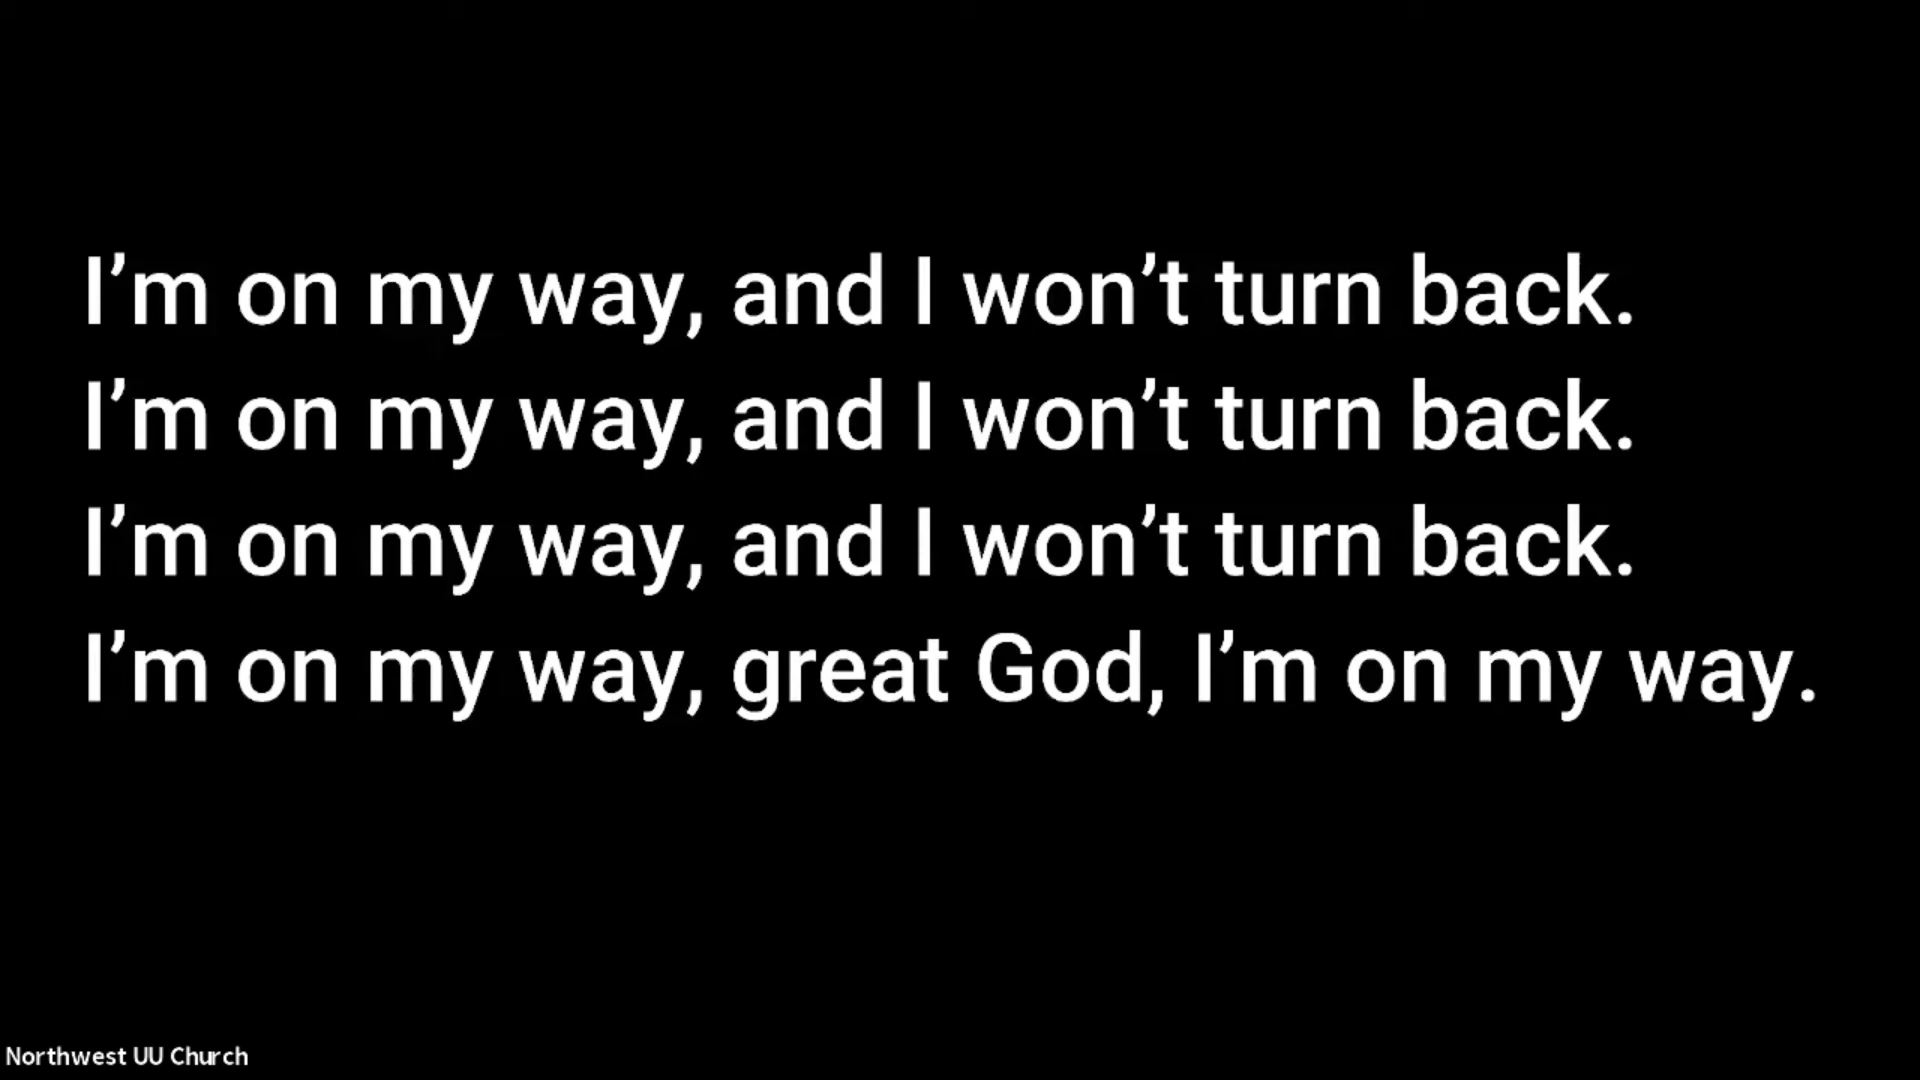 I’m on my way, and I won’t turn back.
I’m on my way, and I won’t turn back.
I’m on my way, and I won’t turn back.
I’m on my way, great God, I’m on my way.
Northwest UU Church